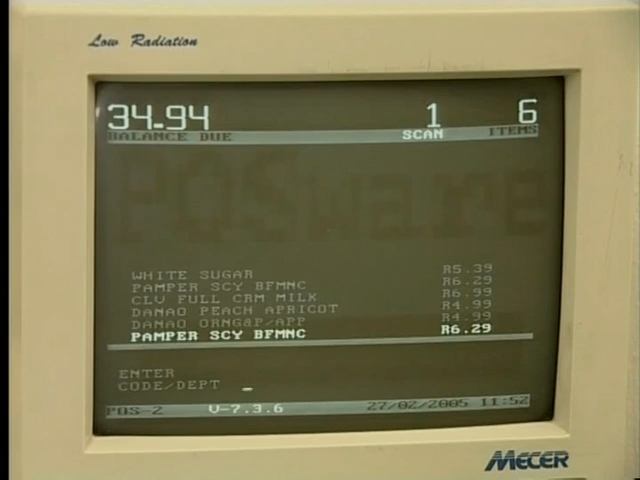 Low Radiation
34.94 1 6
BALANCE DUE SCAN ITEMS
POSware
WHITE SUGAR R5.39
PAMPER SCY BFMNC R6.29
CLV FULL CRM MILK R6.99
DANAO PEACH APRICOT R4.99
DANAO ORNG&P/APP R4.99
PAMPER SCY BFMNC R6.29
ENTER
CODE/DEPT _
POS-2 V-7.3.6 27/02/2005 11:52
MECER